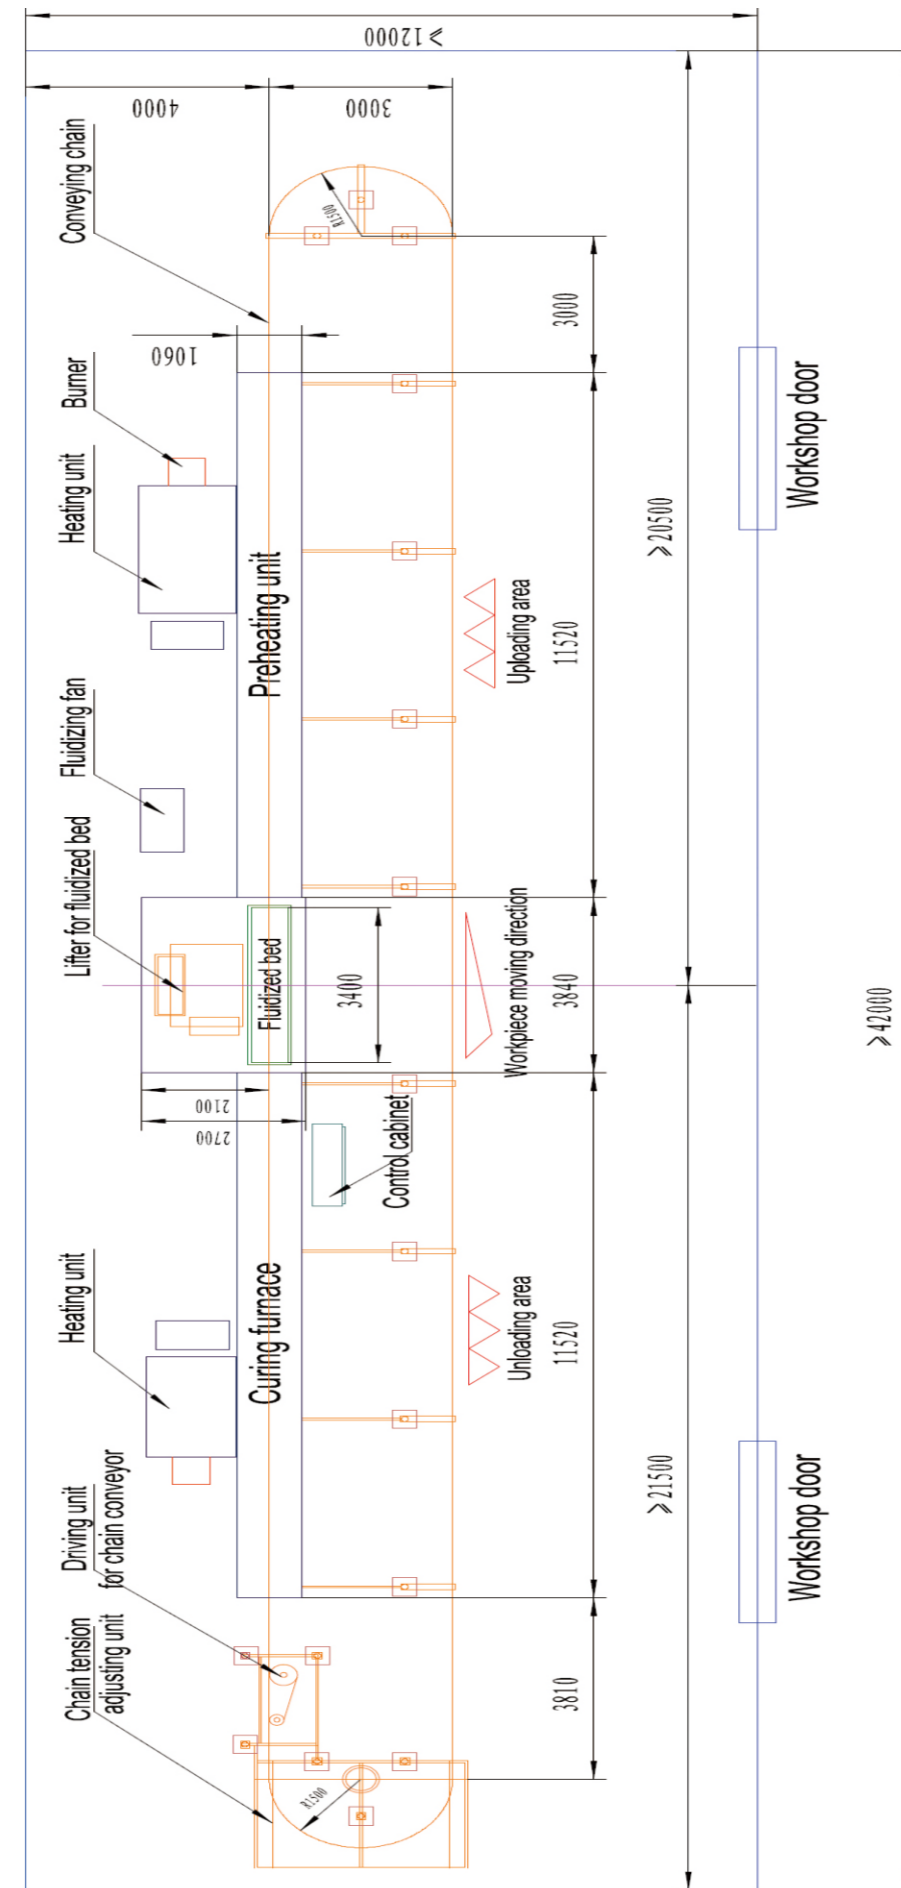 ≥12000
4000
3000
Conveying chain
R1500
3000
1060
Burner
Heating unit
Preheating unit
Workshop door
≥20500
Uploading area
11520
Fluidizing fan
Lifter for fluidized bed
Fluidized bed
3400
Workpiece moving direction
3840
≥42000
2100
2700
Control cabinet
Heating unit
Curing furnace
Unloading area
11520
≥21500
Driving unit
for chain conveyor
Workshop door
Chain tension
adjusting unit
3810
R1500